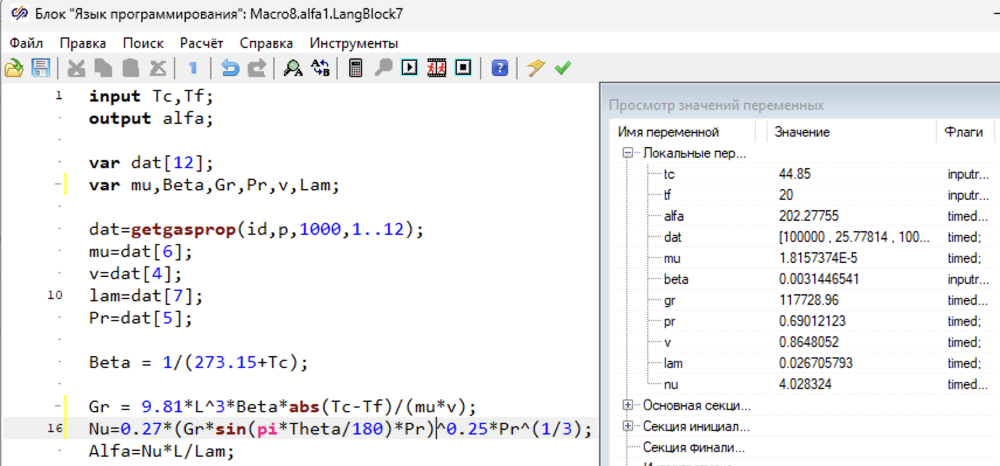 Блок "Язык программирования": Macro8.alfa1.LangBlock7
Файл Правка Поиск Расчёт Справка Инструменты
1 input Tc,Tf;
output alfa;
var dat[12];
var mu,Beta,Gr,Pr,v,Lam;
dat=getgasprop(id,p,1000,1..12);
mu=dat[6];
v=dat[4];
10 lam=dat[7];
Pr=dat[5];
Beta = 1/(273.15+Tc);
Gr = 9.81*L^3*Beta*abs(Tc-Tf)/(mu*v);
16 Nu=0.27*(Gr*sin(pi*Theta/180)*Pr)^0.25*Pr^(1/3);
Alfa=Nu*L/Lam;
Просмотр значений переменных
Имя переменной Значение Флаги
Локальные пер...
tc 44.85 inputr...
tf 20 inputr...
alfa 202.27755 timed...
dat [100000 , 25.77814 , 100... timed;
mu 1.8157374E-5 timed;
beta 0.0031446541 inputr...
gr 117728.96 timed...
pr 0.69012123 timed;
v 0.8648052 timed;
lam 0.026705793 timed;
nu 4.028324 timed...
Основная секци...
Секция инициал...
Секция финали...